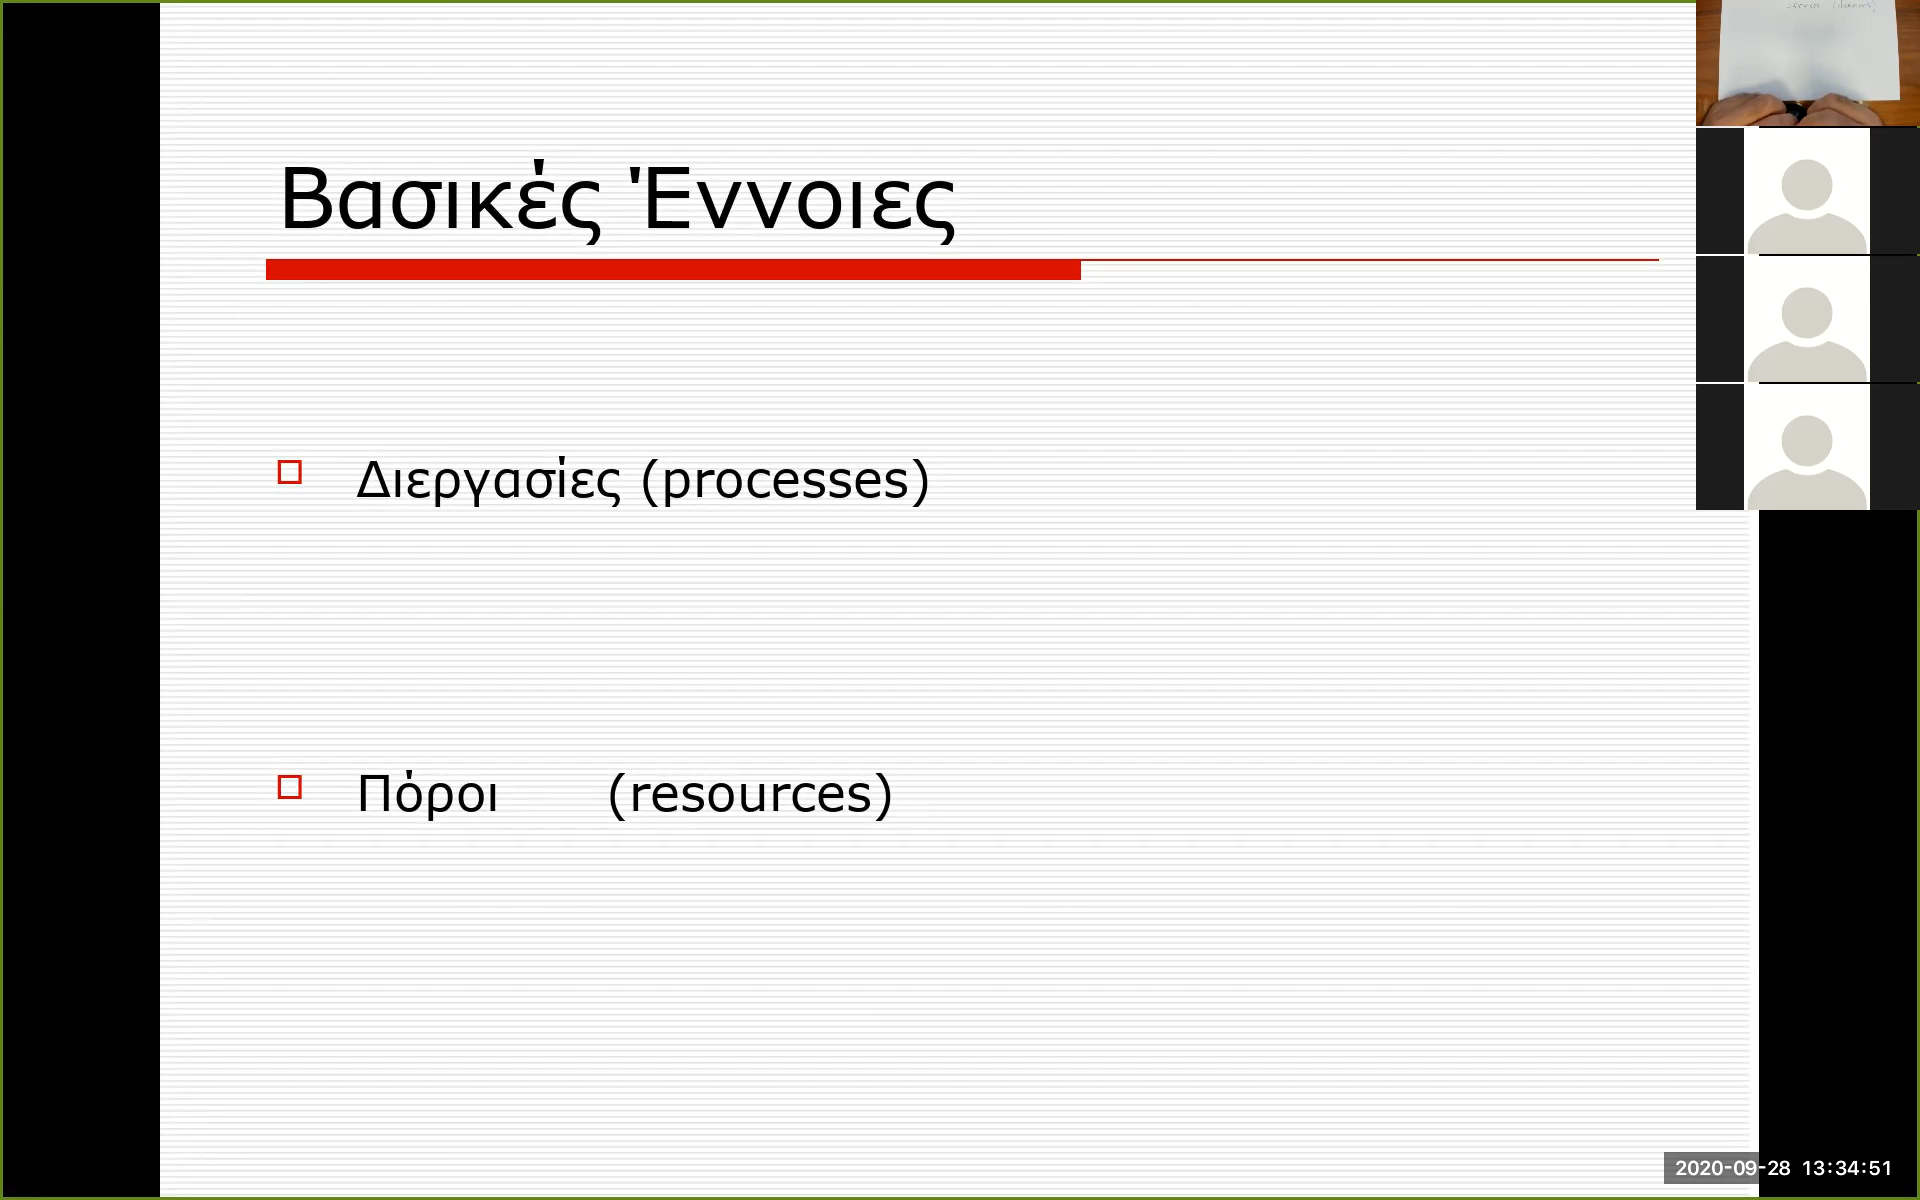 Βασικές Έννοιες
Διεργασίες (processes)
Πόροι (resources)
2020-09-28 13:34:51